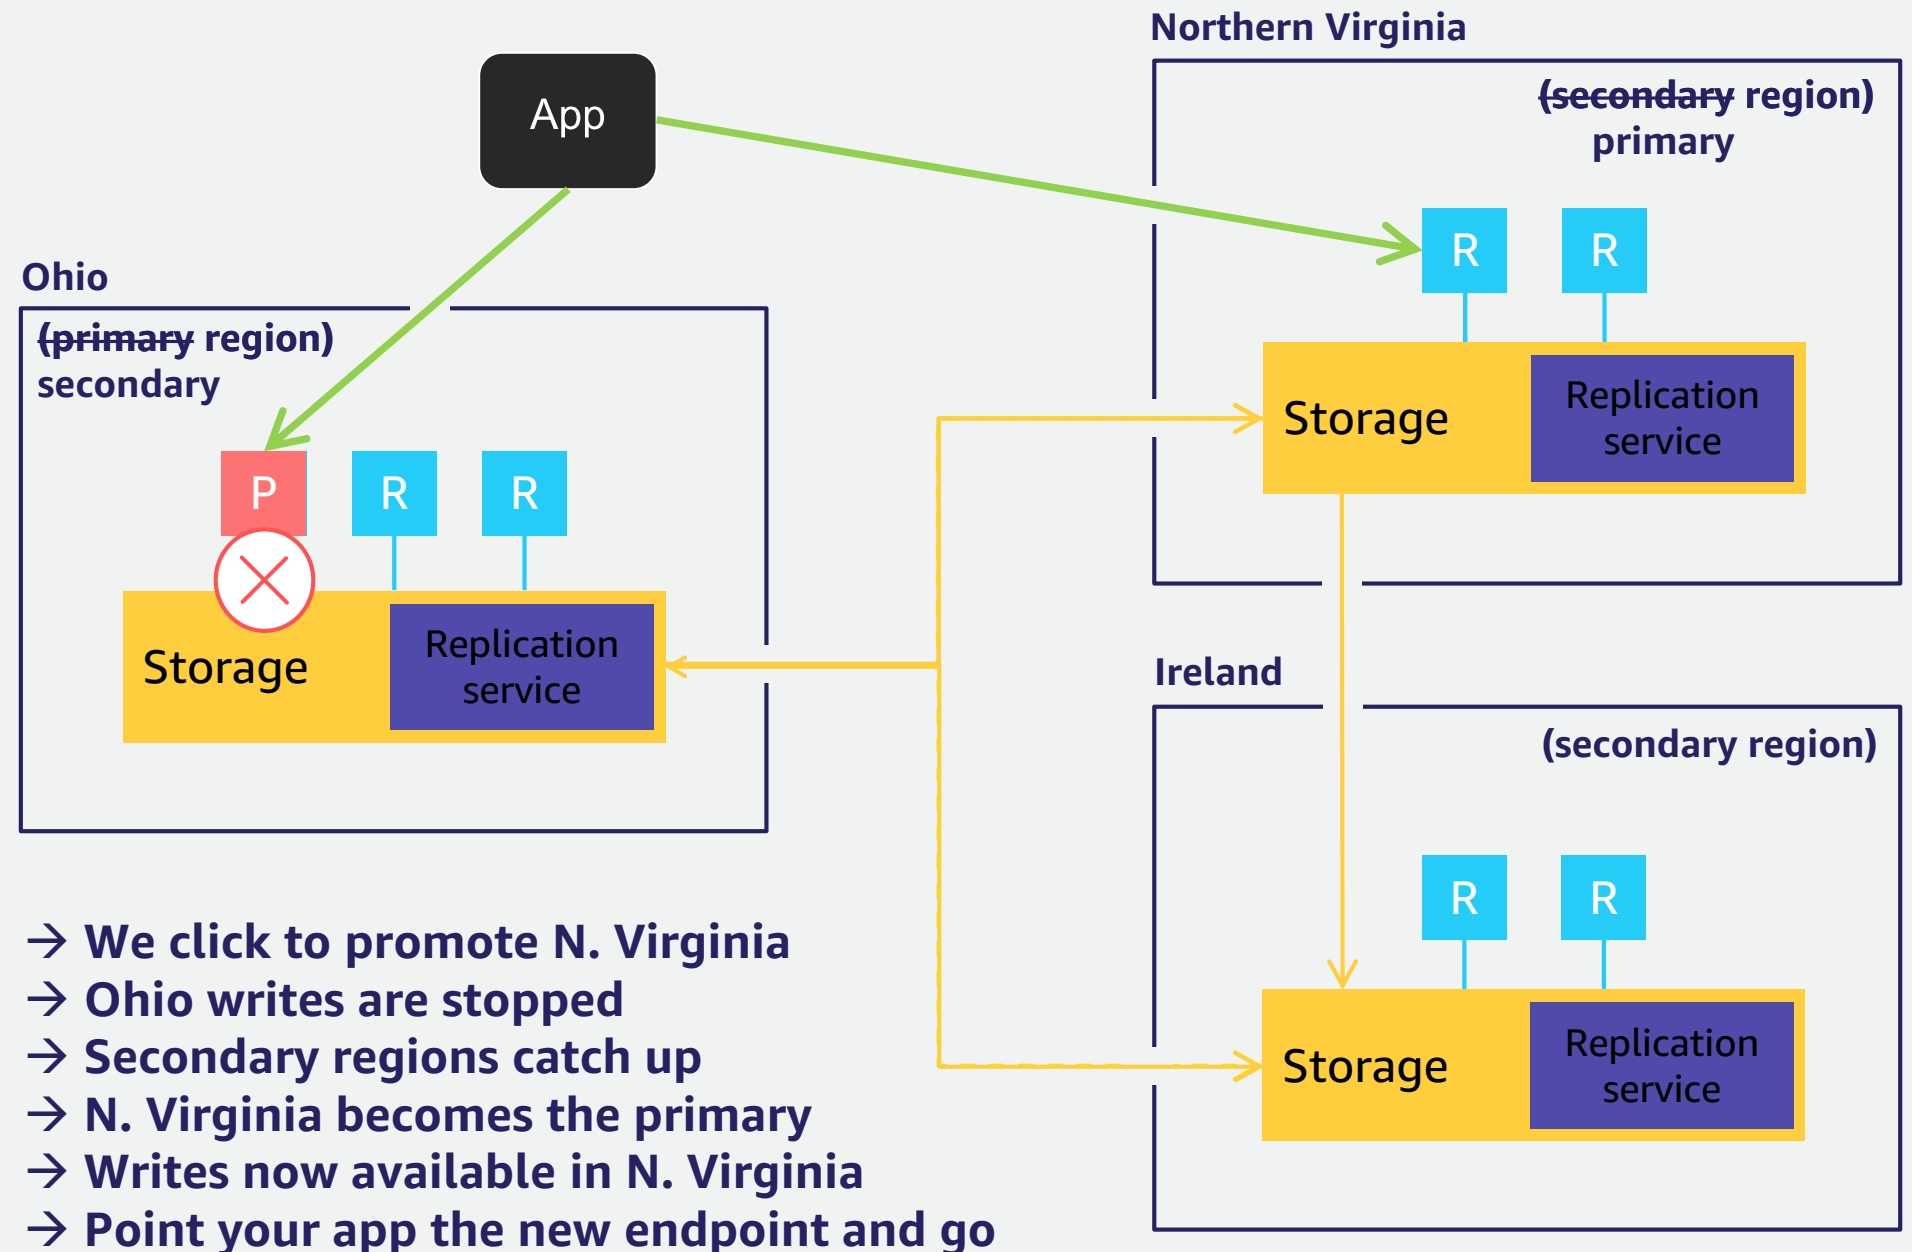 Northern Virginia
(secondary region)
primary
App
R
R
Ohio
(primary region)
secondary
Storage
Replication
service
P
R
R
Storage
Replication
service
Ireland
(secondary region)
R
R
Storage
Replication
service
→ We click to promote N. Virginia
→ Ohio writes are stopped
→ Secondary regions catch up
→ N. Virginia becomes the primary
→ Writes now available in N. Virginia
→ Point your app the new endpoint and go